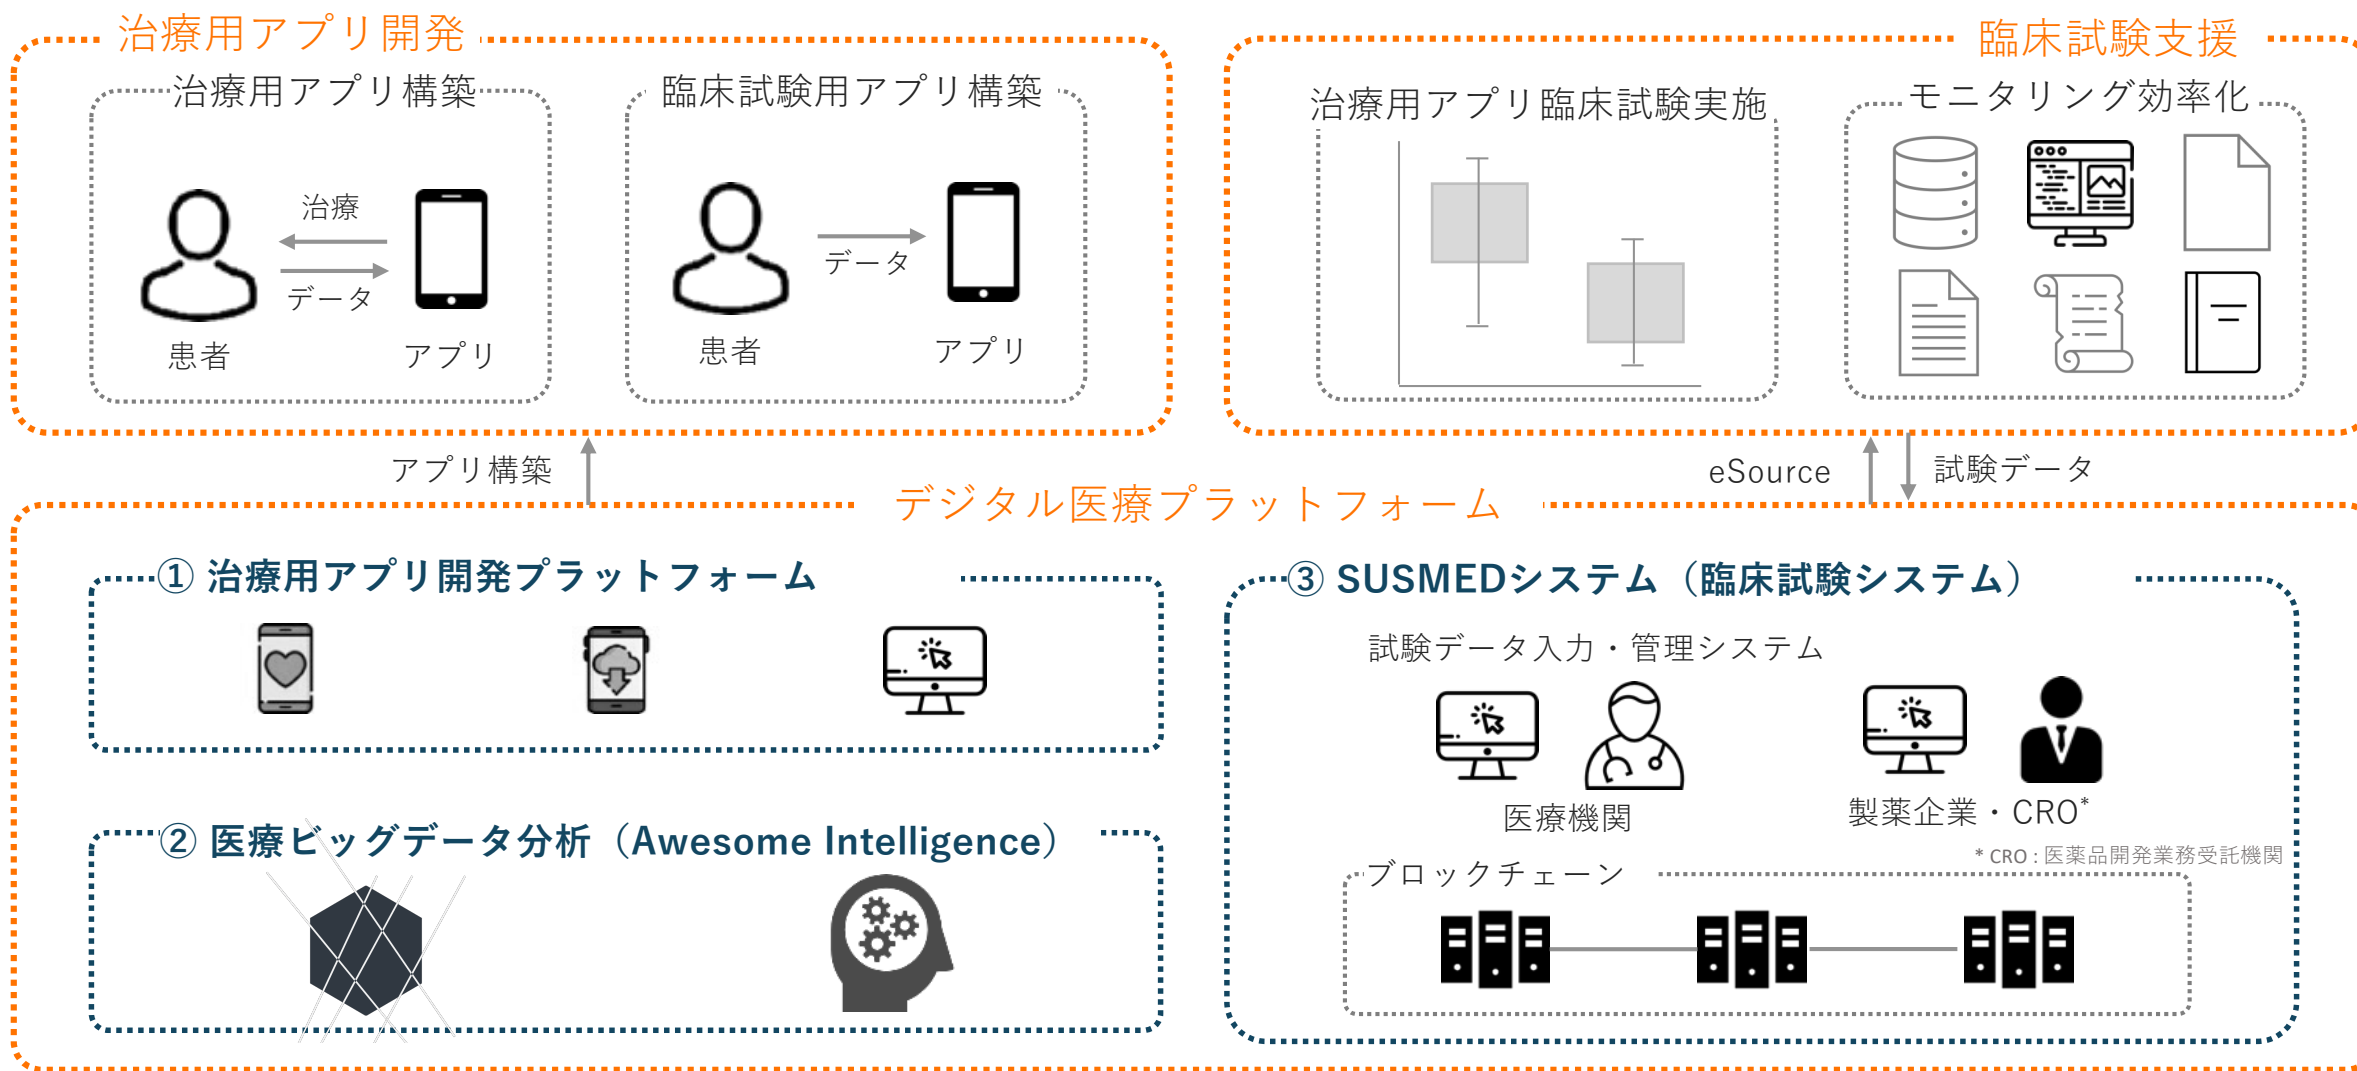 治療用アプリ開発
治療用アプリ構築
治療
データ
患者
アプリ
臨床試験用アプリ構築
データ
患者
アプリ
臨床試験支援
治療用アプリ臨床試験実施
モニタリング効率化
アプリ構築
eSource
試験データ
デジタル医療プラットフォーム
① 治療用アプリ開発プラットフォーム
② 医療ビッグデータ分析（Awesome Intelligence）
③ SUSMEDシステム（臨床試験システム）
試験データ入力・管理システム
医療機関
製薬企業・CRO*
* CRO : 医薬品開発業務受託機関
ブロックチェーン